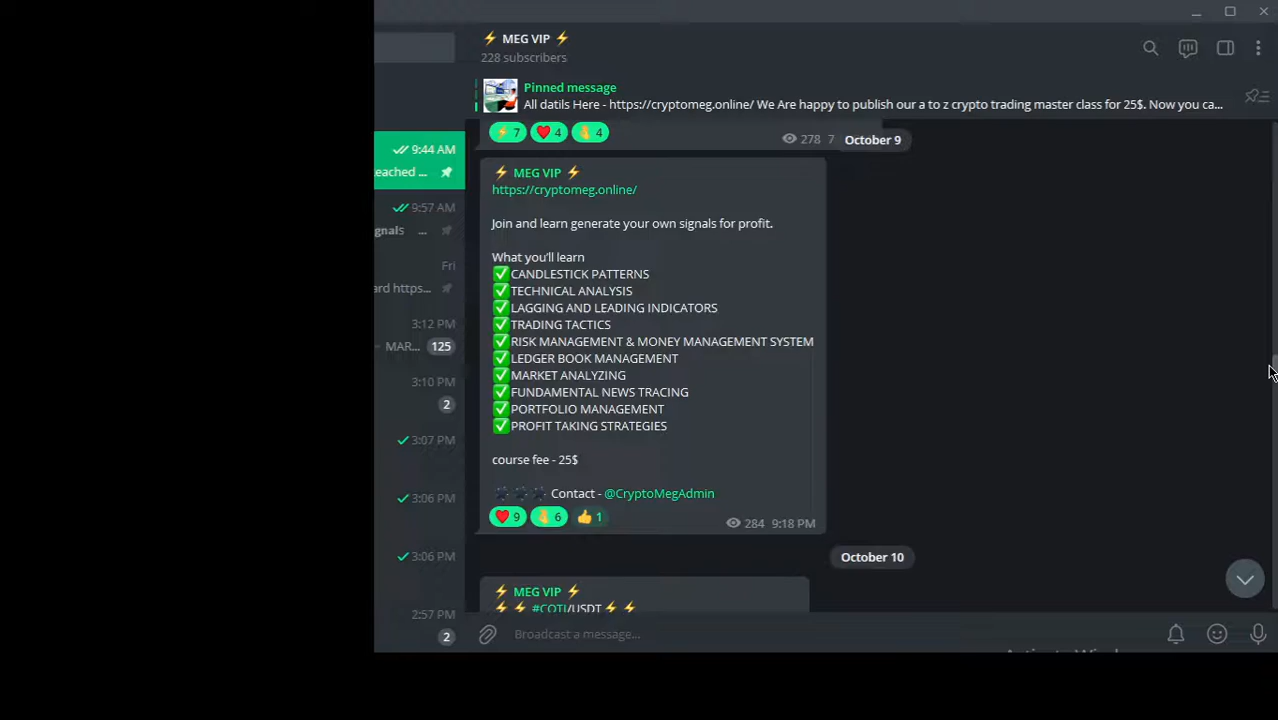 ⚡ MEG VIP ⚡
228 subscribers
Pinned message
All datils Here - https://cryptomeg.online/ We Are happy to publish our a to z crypto trading master class for 25$. Now you ca...
⚡ 7 ❤️ 4 4
278 7
October 9
9:44 AM
eached ...
9:57 AM
gnals ...
Fri
ard https...
3:12 PM
MAR... 125
3:10 PM
2
3:07 PM
3:06 PM
3:06 PM
2:57 PM
2
⚡ MEG VIP ⚡
https://cryptomeg.online/
Join and learn generate your own signals for profit.
What you'll learn
✅CANDLESTICK PATTERNS
✅TECHNICAL ANALYSIS
✅LAGGING AND LEADING INDICATORS
✅TRADING TACTICS
✅RISK MANAGEMENT & MONEY MANAGEMENT SYSTEM
✅LEDGER BOOK MANAGEMENT
✅MARKET ANALYZING
✅FUNDAMENTAL NEWS TRACING
✅PORTFOLIO MANAGEMENT
✅PROFIT TAKING STRATEGIES
course fee - 25$
Contact - @CryptoMegAdmin
❤️ 9 6 👍 1
284 9:18 PM
October 10
⚡ MEG VIP ⚡
⚡ ⚡ #COTI/USDT ⚡ ⚡
Broadcast a message...